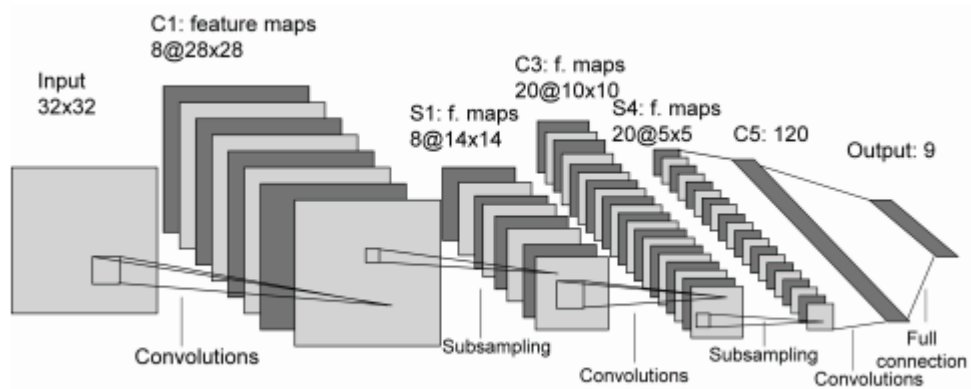 C1: feature maps
8@28x28
Input
32x32
S1: f. maps
8@14x14
C3: f. maps
20@10x10
S4: f. maps
20@5x5
C5: 120
Output: 9
Convolutions
Subsampling
Convolutions
Subsampling
Convolutions
Full
connection